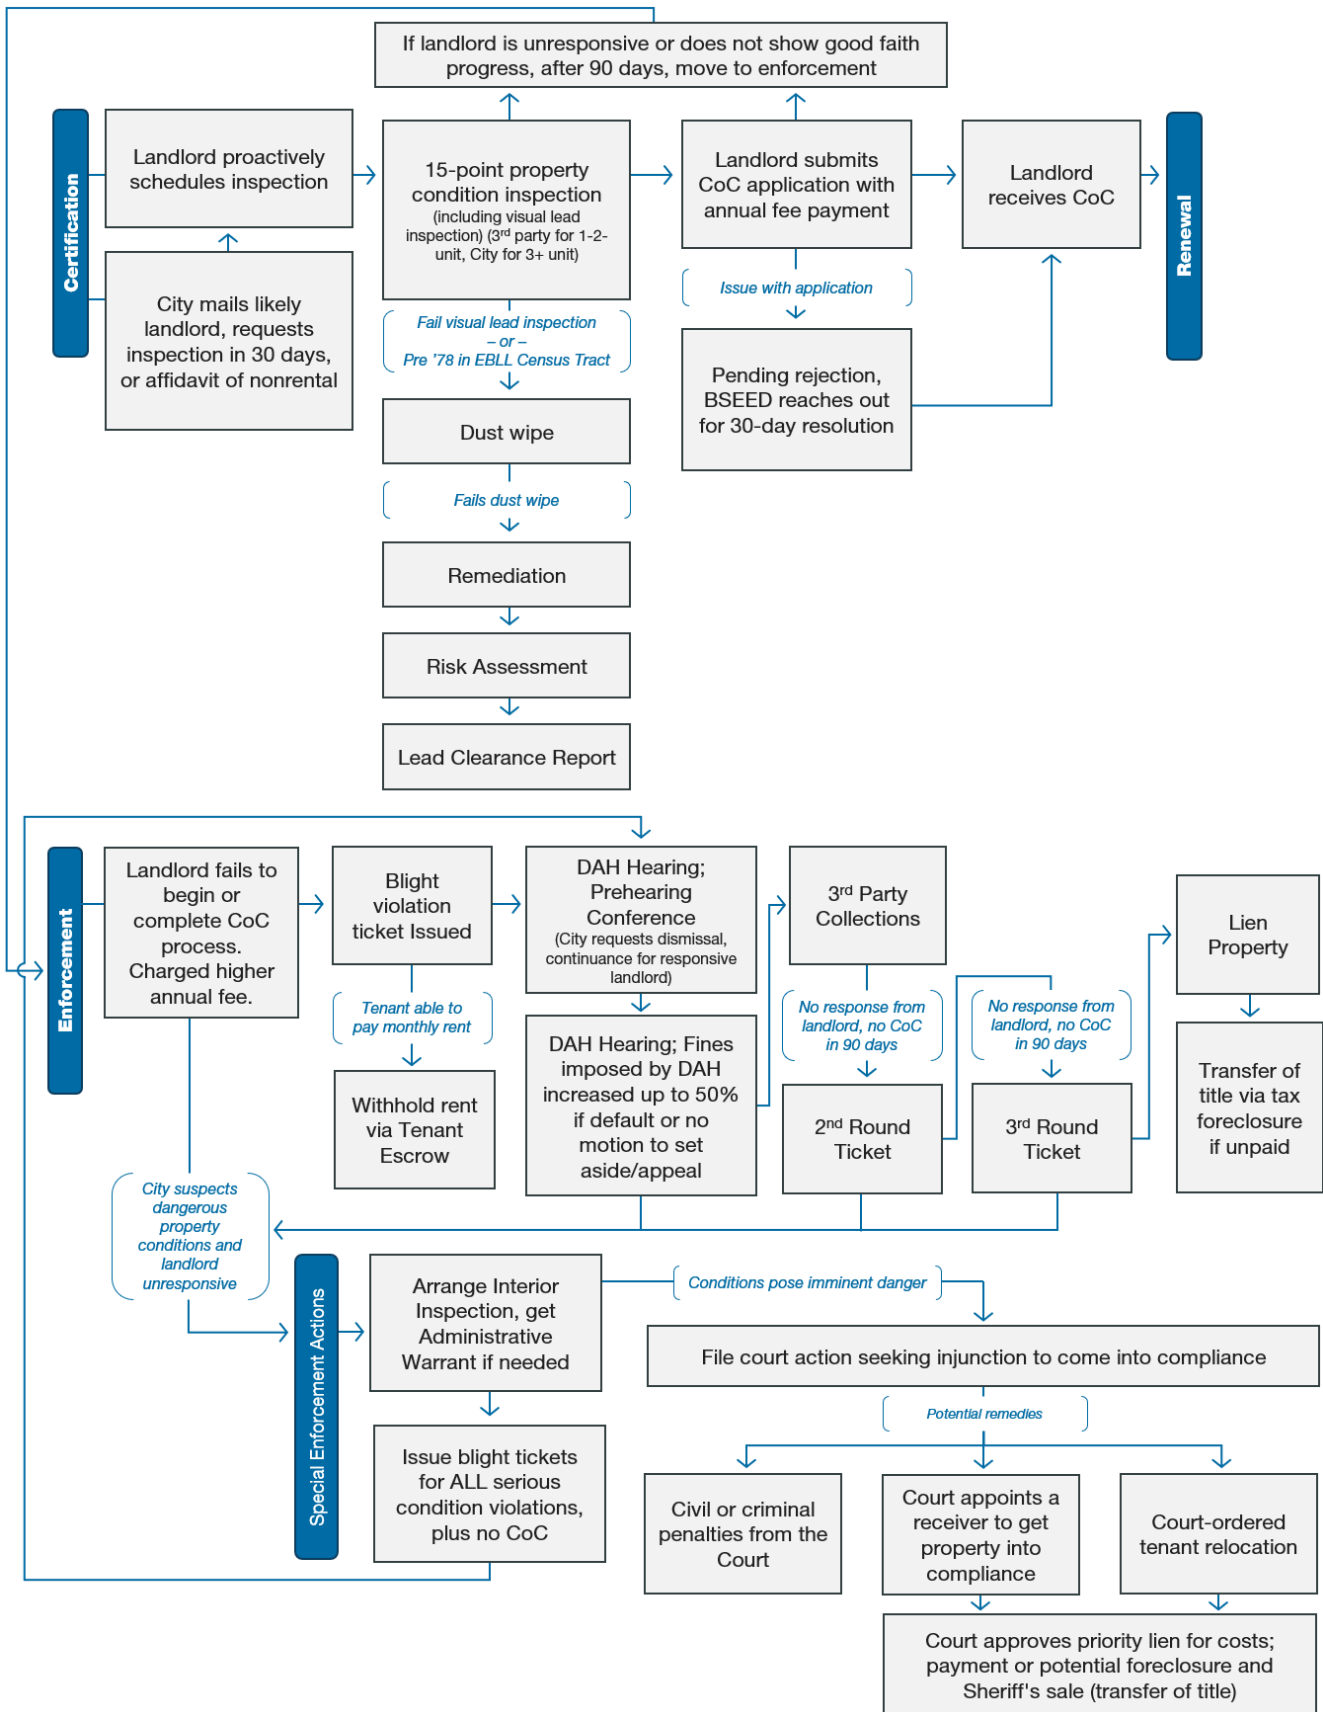 If landlord is unresponsive or does not show good faith
progress, after 90 days, move to enforcement
Certification
Landlord proactively
schedules inspection
15-point property
condition inspection
(including visual lead
inspection) (3rd party for 1-2-
unit, City for 3+ unit)
Landlord submits
CoC application with
annual fee payment
Landlord
receives CoC
Renewal
City mails likely
landlord, requests
inspection in 30 days,
or affidavit of nonrental
Issue with application
Fail visual lead inspection
– or –
Pre ’78 in EBLL Census Tract
Pending rejection,
BSEED reaches out
for 30-day resolution
Dust wipe
Fails dust wipe
Remediation
Risk Assessment
Lead Clearance Report
Enforcement
Landlord fails to
begin or
complete CoC
process.
Charged higher
annual fee.
Blight
violation
ticket Issued
DAH Hearing;
Prehearing
Conference
(City requests dismissal,
continuance for responsive
landlord)
3rd Party
Collections
Lien
Property
Tenant able to
pay monthly rent
No response from
landlord, no CoC
in 90 days
No response from
landlord, no CoC
in 90 days
DAH Hearing; Fines
imposed by DAH
increased up to 50%
if default or no
motion to set
aside/appeal
Withhold rent
via Tenant
Escrow
2nd Round
Ticket
3rd Round
Ticket
Transfer of
title via tax
foreclosure
if unpaid
City suspects
dangerous
property
conditions and
landlord
unresponsive
Special Enforcement Actions
Arrange Interior
Inspection, get
Administrative
Warrant if needed
Conditions pose imminent danger
File court action seeking injunction to come into compliance
Potential remedies
Issue blight tickets
for ALL serious
condition violations,
plus no CoC
Civil or criminal
penalties from the
Court
Court appoints a
receiver to get
property into
compliance
Court-ordered
tenant relocation
Court approves priority lien for costs;
payment or potential foreclosure and
Sheriff's sale (transfer of title)